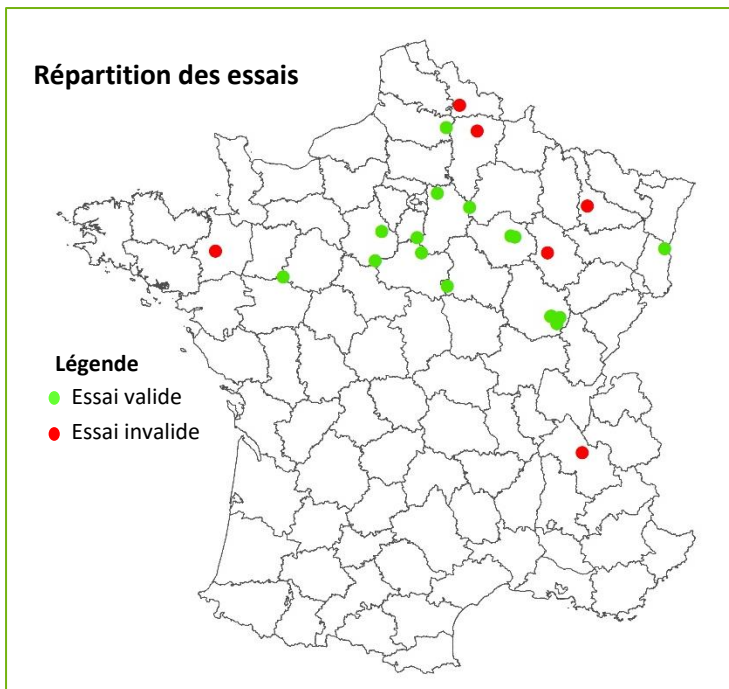 Répartition des essais
Légende
Essai valide
Essai invalide